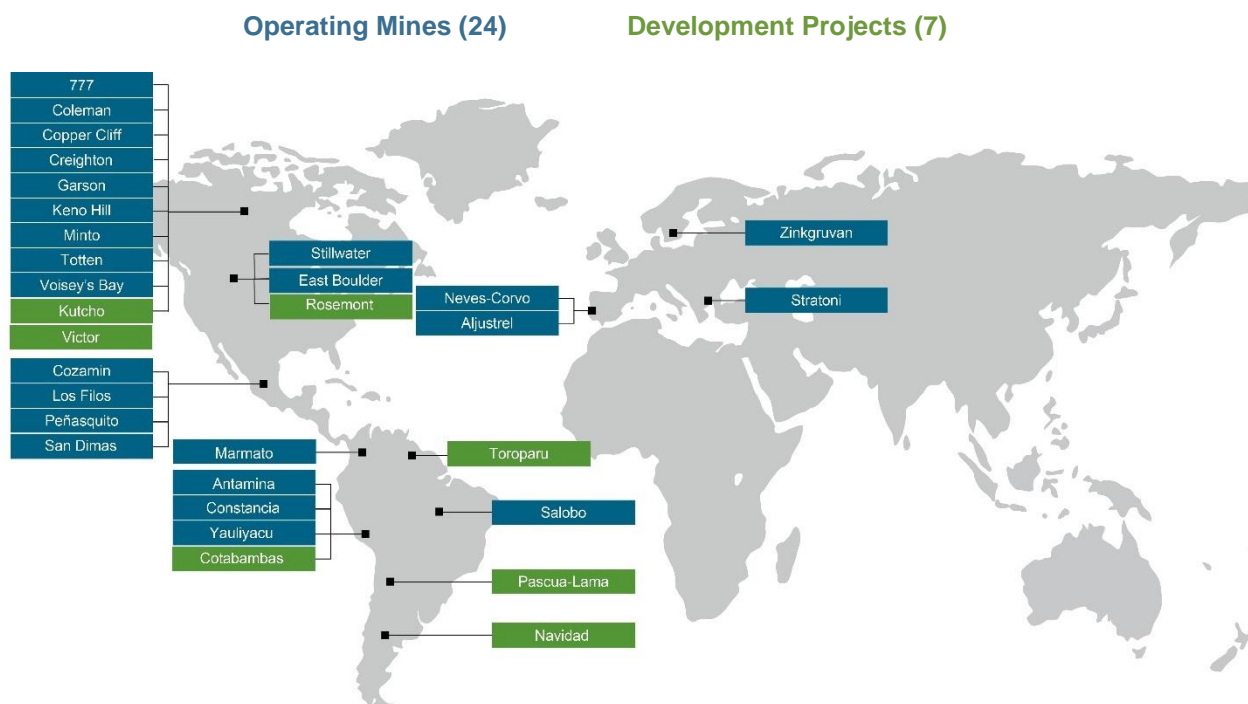 Operating Mines (24)
Development Projects (7)
777
Coleman
Copper Cliff
Creighton
Garson
Keno Hill
Minto
Totten
Voisey's Bay
Kutcho
Victor
Stillwater
East Boulder
Rosemont
Neves-Corvo
Aljustrel
Zinkgruvan
Stratoni
Cozamin
Los Filos
Peñasquito
San Dimas
Marmato
Toroparu
Antamina
Constancia
Yauliyacu
Cotabambas
Salobo
Pascua-Lama
Navidad